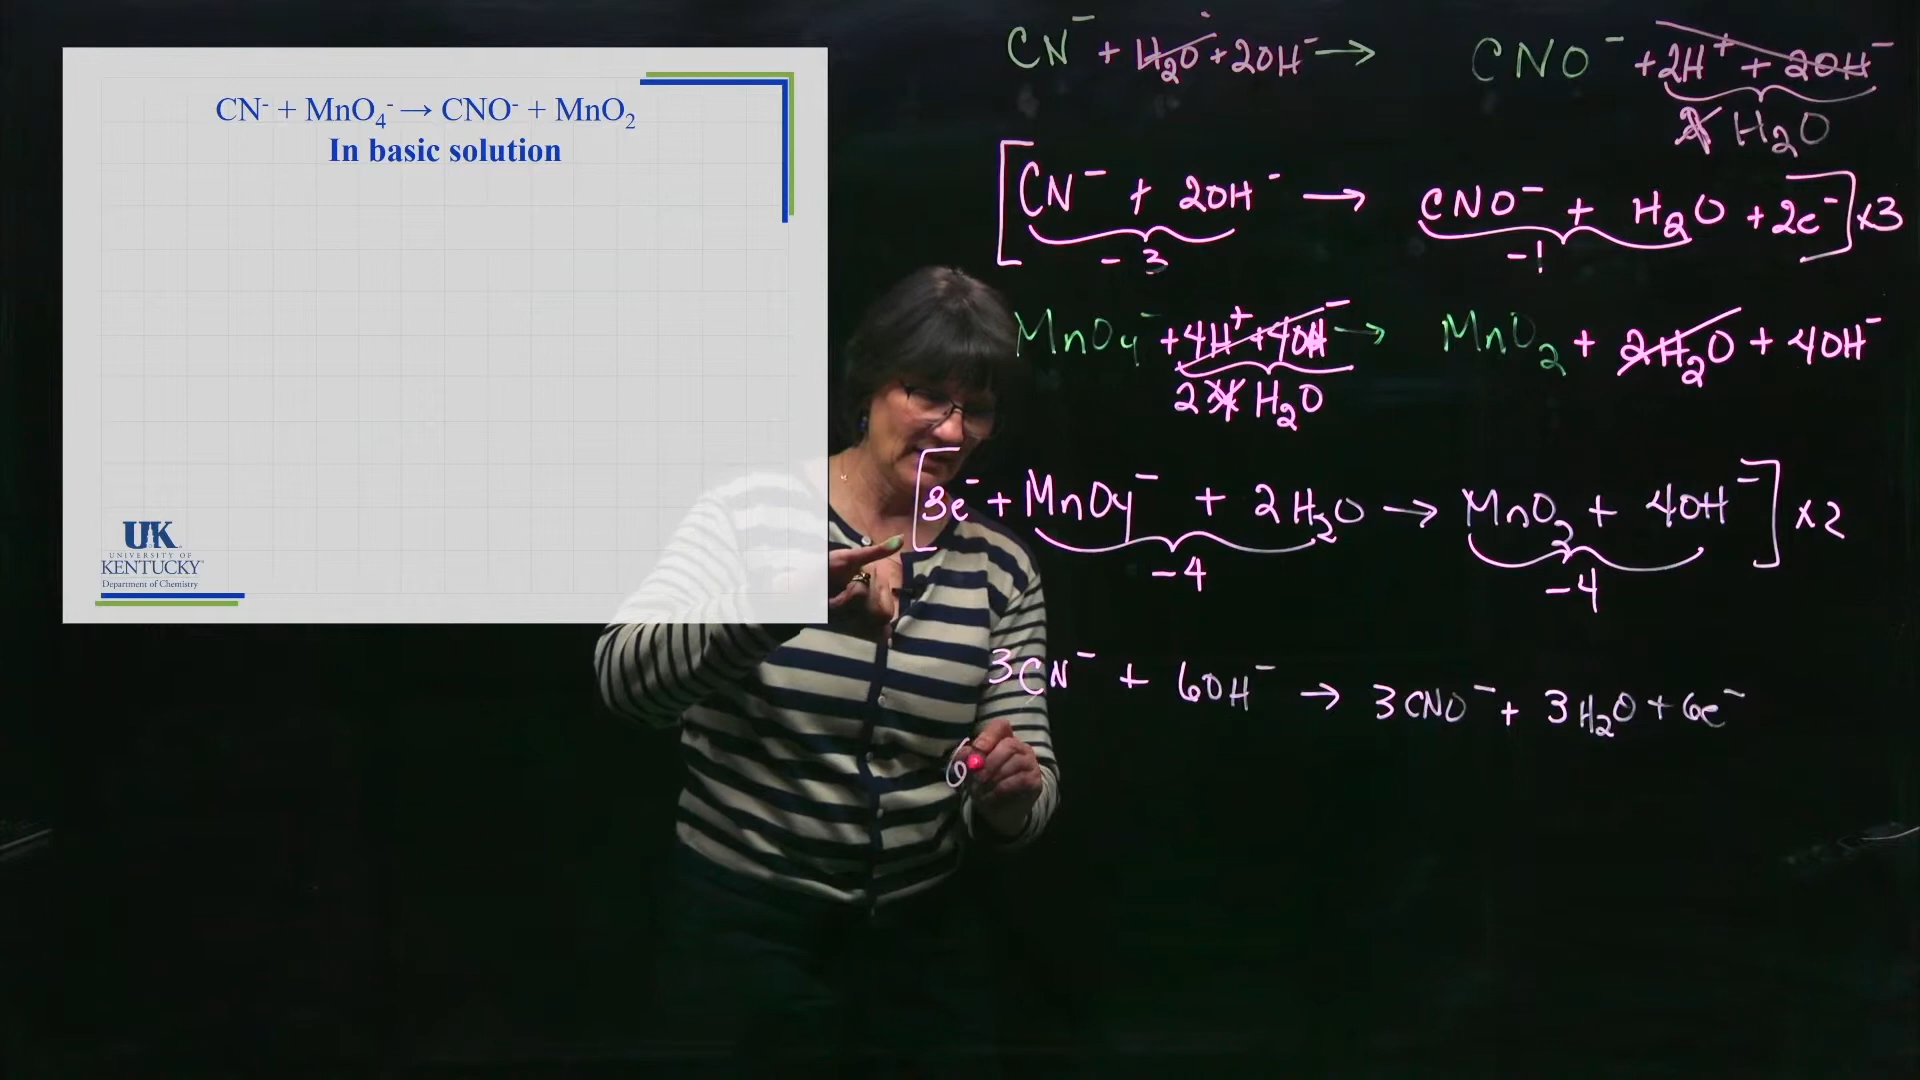 CN⁻ + MnO₄⁻ → CNO⁻ + MnO₂
In basic solution
UK
UNIVERSITY OF
KENTUCKY
Department of Chemistry
CN⁻ + H₂O + 2OH⁻ → CNO⁻ + 2H⁺ + 2OH⁻
2 H₂O
[CN⁻ + 2OH⁻ → CNO⁻ + H₂O + 2e⁻] x3
-3 -1
MnO₄⁻ + 4H⁺ + 4OH⁻ → MnO₂ + 2H₂O + 4OH⁻
2 4 H₂O
[3e⁻ + MnO₄⁻ + 2H₂O → MnO₂ + 4OH⁻] x2
-4 -4
3CN⁻ + 6OH⁻ → 3CNO⁻ + 3H₂O + 6e⁻
6